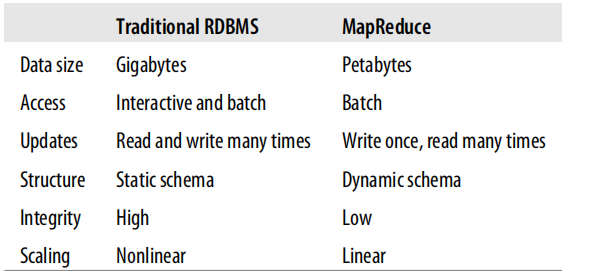 Traditional RDBMS MapReduce
Data size Gigabytes Petabytes
Access Interactive and batch Batch
Updates Read and write many times Write once, read many times
Structure Static schema Dynamic schema
Integrity High Low
Scaling Nonlinear Linear